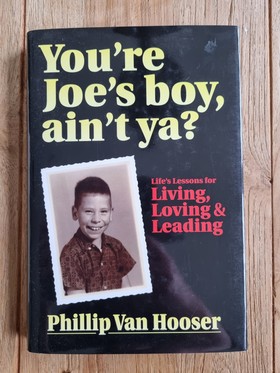 You're
Joe's boy,
ain't ya?
Life's Lessons for
Living,
Loving &
Leading
Phillip Van Hooser